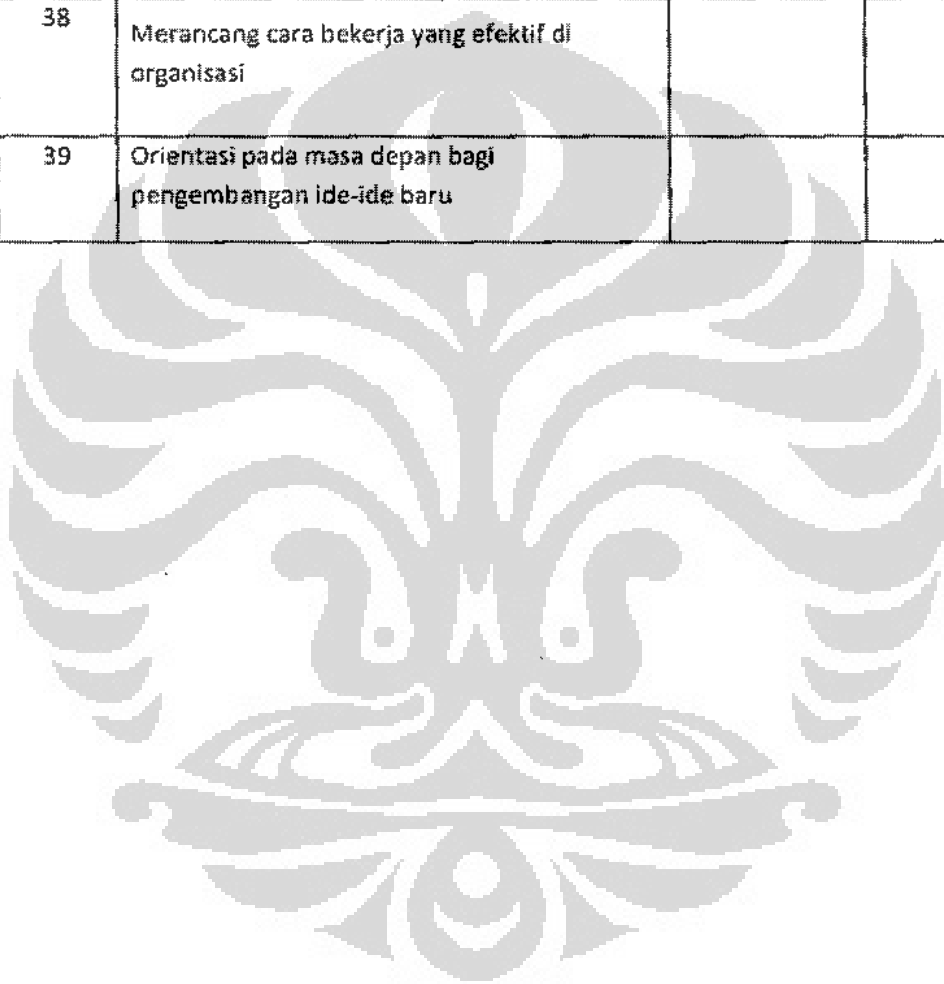 38
Merancang cara bekerja yang efektif di
organisasi
39
Orientasi pada masa depan bagi
pengembangan ide-ide baru